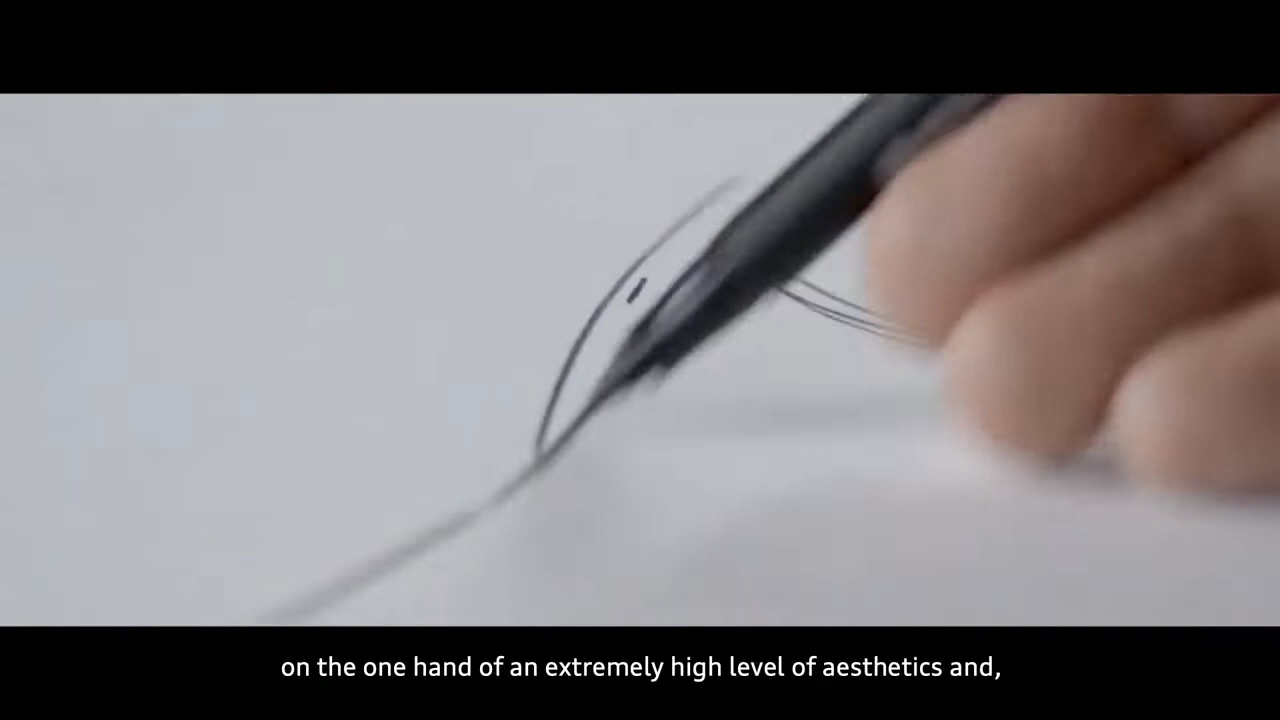 on the one hand of an extremely high level of aesthetics and,